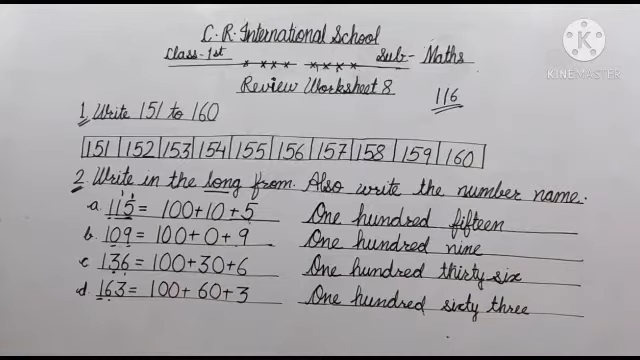 C.R. International School
Class-1st Sub:- Maths
Review Worksheet 8
116
1. Write 151 to 160
151 152 153 154 155 156 157 158 159 160
2. Write in the long from. Also write the number name.
a. 115 = 100+10+5 One hundred fifteen
b. 109 = 100+0+9 One hundred nine
c 136 = 100+30+6 One hundred thirty six
d. 163 = 100+60+3 One hundred sixty three
KINEMASTER